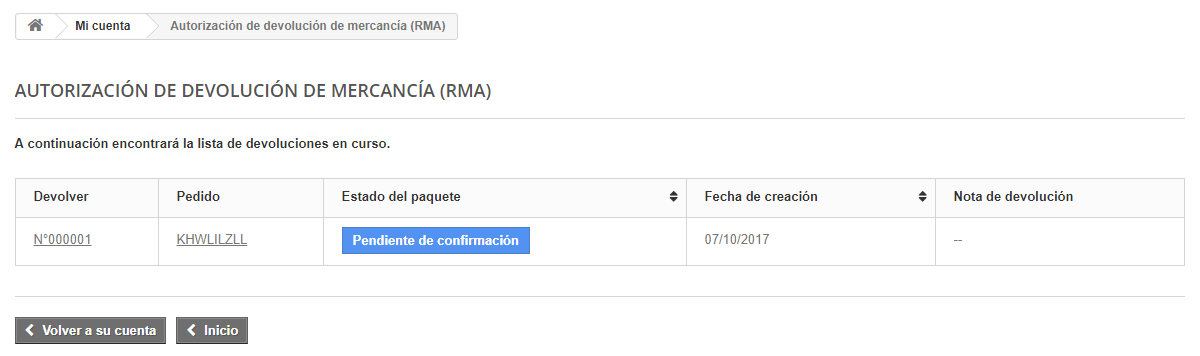 Mi cuenta Autorización de devolución de mercancía (RMA)
AUTORIZACIÓN DE DEVOLUCIÓN DE MERCANCÍA (RMA)
A continuación encontrará la lista de devoluciones en curso.
Devolver Pedido Estado del paquete Fecha de creación Nota de devolución
N°000001 KHWLILZLL Pendiente de confirmación 07/10/2017 --
Volver a su cuenta Inicio